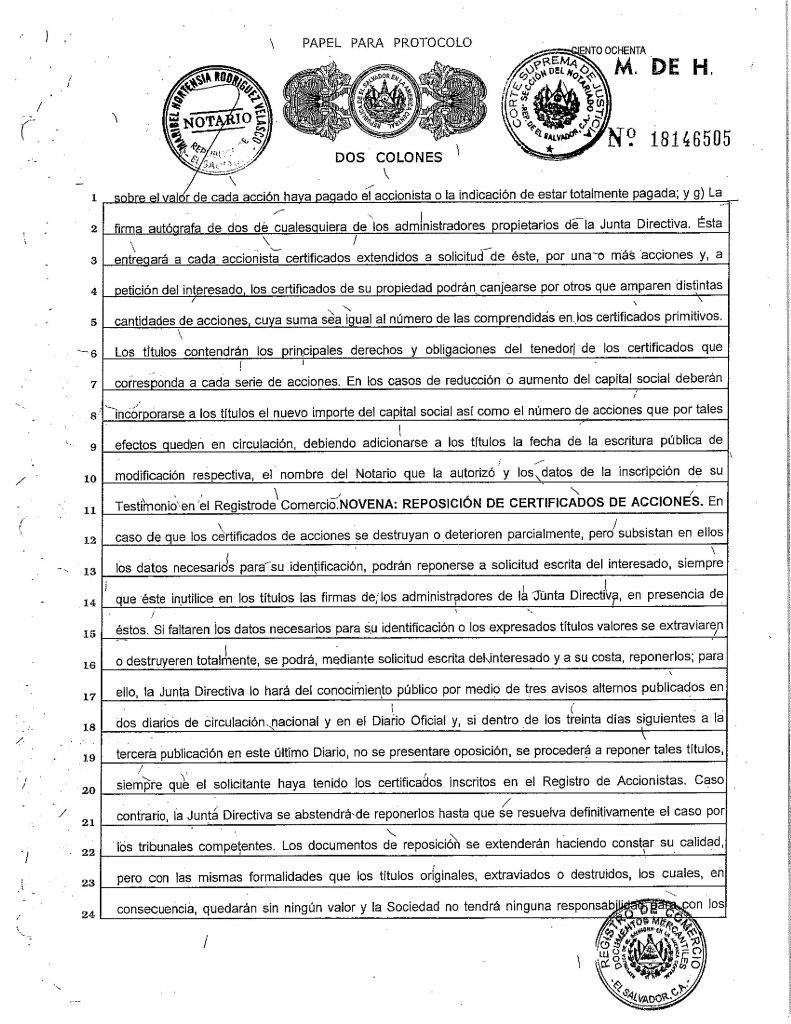 PAPEL PARA PROTOCOLO
CIENTO OCHENTA
M. DE H.
MARIBEL HORTENSIA RODRIGUEZ VELASCO
NOTARIO
EL SALVADOR
CORTE SUPREMA DE JUSTICIA
SECCIÓN DEL NOTARIADO
DE EL SALVADOR, C.A.
Nº 18146505
DOS COLONES
1 sobre el valor de cada acción haya pagado el accionista o la indicación de estar totalmente pagada; y g) La
2 firma autógrafa de dos de cualesquiera de los administradores propietarios de la Junta Directiva. Ésta
3 entregará a cada accionista certificados extendidos a solicitud de éste, por una o más acciones y, a
4 petición del interesado, los certificados de su propiedad podrán canjearse por otros que amparen distintas
5 cantidades de acciones, cuya suma sea igual al número de las comprendidas en los certificados primitivos.
6 Los títulos contendrán los principales derechos y obligaciones del tenedor de los certificados que
7 corresponda a cada serie de acciones. En los casos de reducción o aumento del capital social deberán
8 incorporarse a los títulos el nuevo importe del capital social así como el número de acciones que por tales
9 efectos queden en circulación, debiendo adicionarse a los títulos la fecha de la escritura pública de
10 modificación respectiva, el nombre del Notario que la autorizó y los datos de la inscripción de su
11 Testimonio en el Registrode Comercio.NOVENA: REPOSICIÓN DE CERTIFICADOS DE ACCIONES. En
12 caso de que los certificados de acciones se destruyan o deterioren parcialmente, pero subsistan en ellos
13 los datos necesarios para su identificación, podrán reponerse a solicitud escrita del interesado, siempre
14 que éste inutilice en los títulos las firmas de los administradores de la Junta Directiva, en presencia de
15 éstos. Si faltaren los datos necesarios para su identificación o los expresados títulos valores se extraviaren
16 o destruyeren totalmente, se podrá, mediante solicitud escrita del interesado y a su costa, reponerlos; para
17 ello, la Junta Directiva lo hará del conocimiento público por medio de tres avisos alternos publicados en
18 dos diarios de circulación nacional y en el Diario Oficial y, si dentro de los treinta días siguientes a la
19 tercera publicación en este último Diario, no se presentare oposición, se procederá a reponer tales títulos,
20 siempre que el solicitante haya tenido los certificados inscritos en el Registro de Accionistas. Caso
21 contrario, la Junta Directiva se abstendrá de reponerlos hasta que se resuelva definitivamente el caso por
22 los tribunales competentes. Los documentos de reposición se extenderán haciendo constar su calidad,
23 pero con las mismas formalidades que los títulos originales, extraviados o destruidos, los cuales, en
24 consecuencia, quedarán sin ningún valor y la Sociedad no tendrá ninguna responsabilidad para con los
REGISTRO DE COMERCIO
DOCUMENTOS MERCANTILES
EL SALVADOR, C.A.